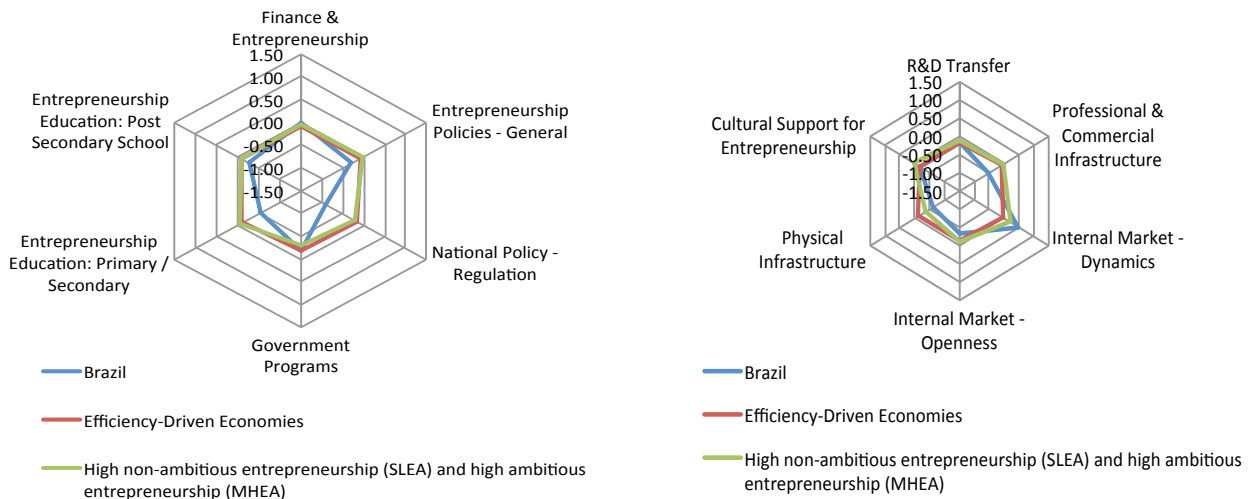 Finance &
Entrepreneurship
1.50
1.00
0.50
0.00
-0.50
-1.00
-1.50
Entrepreneurship
Policies - General
National Policy -
Regulation
Government
Programs
Entrepreneurship
Education: Primary /
Secondary
Entrepreneurship
Education: Post
Secondary School
Brazil
Efficiency-Driven Economies
High non-ambitious entrepreneurship (SLEA) and high ambitious
entrepreneurship (MHEA)
R&D Transfer
1.50
1.00
0.50
0.00
-0.50
-1.00
-1.50
Professional &
Commercial
Infrastructure
Internal Market -
Dynamics
Internal Market -
Openness
Physical
Infrastructure
Cultural Support for
Entrepreneurship
Brazil
Efficiency-Driven Economies
High non-ambitious entrepreneurship (SLEA) and high ambitious
entrepreneurship (MHEA)